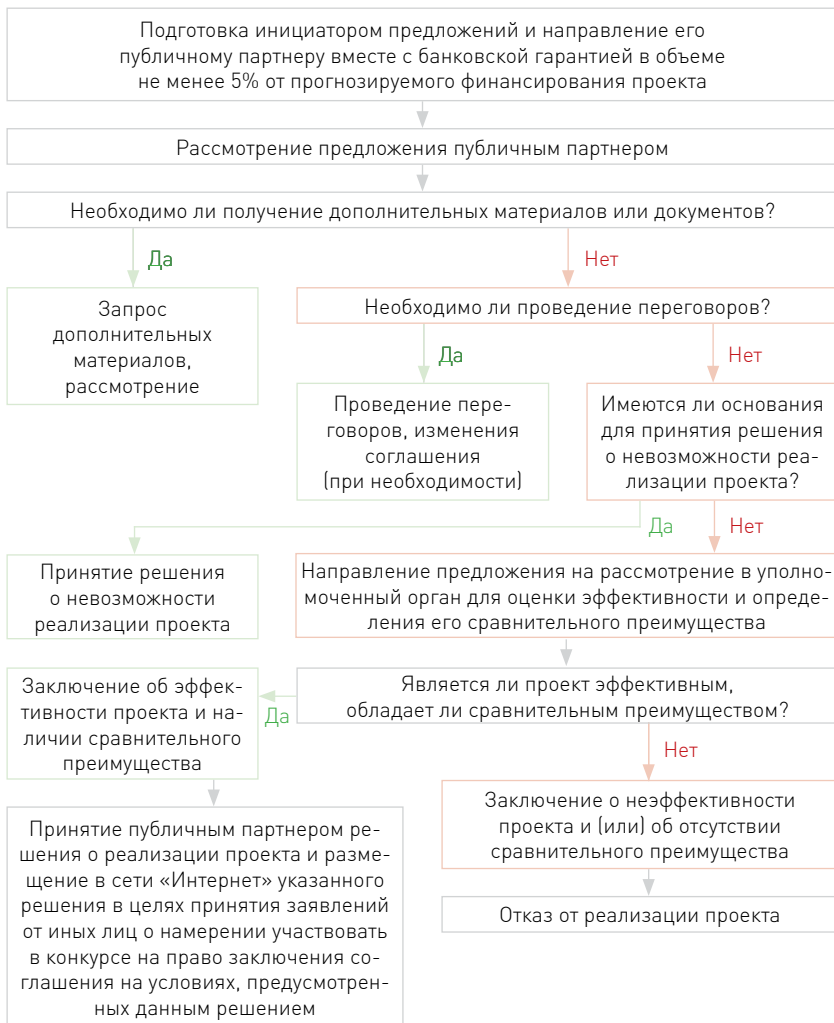 Подготовка инициатором предложений и направление его
публичному партнеру вместе с банковской гарантией в объеме
не менее 5% от прогнозируемого финансирования проекта
Рассмотрение предложения публичным партнером
Необходимо ли получение дополнительных материалов или документов?
Да
Нет
Запрос
дополнительных
материалов,
рассмотрение
Необходимо ли проведение переговоров?
Да
Нет
Проведение пере-
говоров, изменения
соглашения
(при необходимости)
Имеются ли основания
для принятия решения
о невозможности реа-
лизации проекта?
Да
Нет
Принятие решения
о невозможности
реализации проекта
Направление предложения на рассмотрение в уполно-
моченный орган для оценки эффективности и опреде-
ления его сравнительного преимущества
Заключение об эффек-
тивности проекта и на-
личии сравнительного
преимущества
Да
Является ли проект эффективным,
обладает ли сравнительным преимуществом?
Нет
Принятие публичным партнером ре-
шения о реализации проекта и разме-
щение в сети «Интернет» указанного
решения в целях принятия заявлений
от иных лиц о намерении участвовать
в конкурсе на право заключения со-
глашения на условиях, предусмотрен-
ных данным решением
Заключение о неэффективности
проекта и (или) об отсутствии
сравнительного преимущества
Отказ от реализации проекта